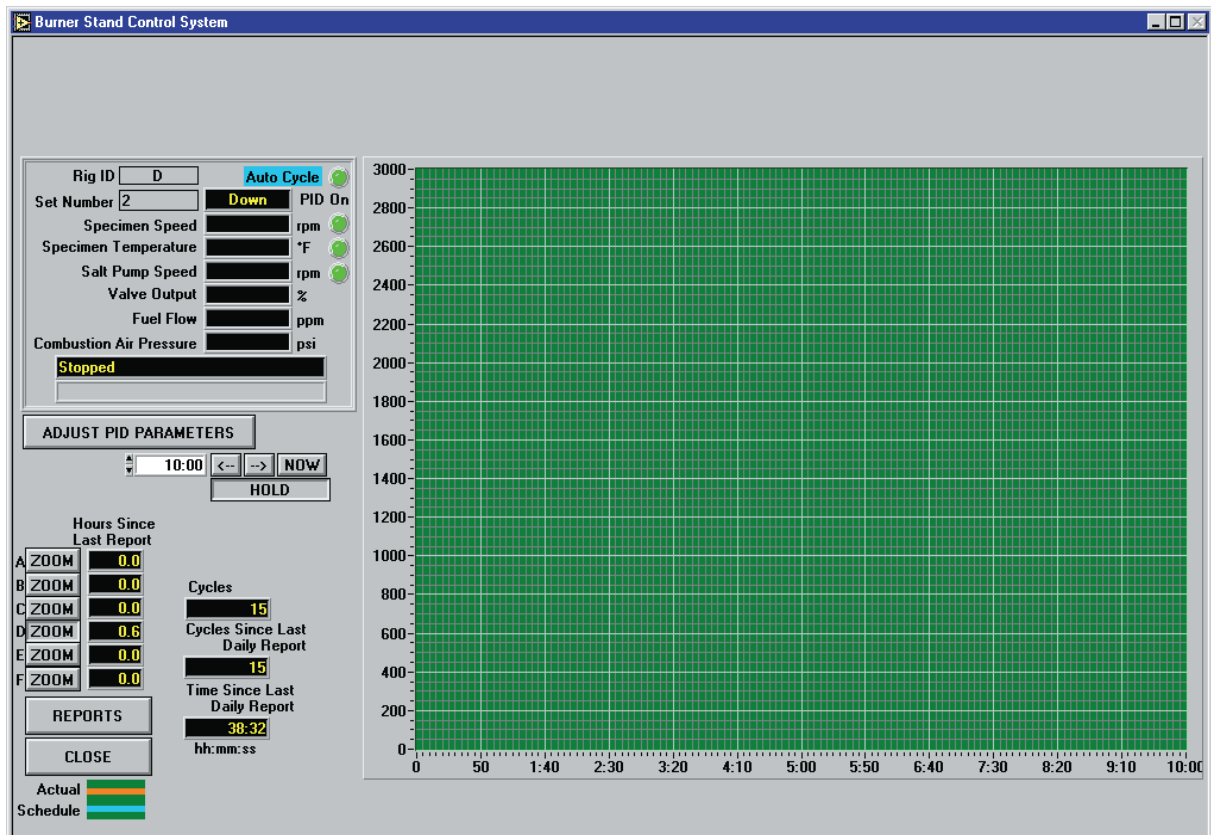 Burner Stand Control System
Rig ID D Auto Cycle
Set Number 2 Down PID On
Specimen Speed rpm
Specimen Temperature °F
Salt Pump Speed rpm
Valve Output %
Fuel Flow ppm
Combustion Air Pressure psi
Stopped
ADJUST PID PARAMETERS
10:00 <-- --> NOW
HOLD
Hours Since
Last Report
A ZOOM 0.0
B ZOOM 0.0
C ZOOM 0.0
D ZOOM 0.6
E ZOOM 0.0
F ZOOM 0.0
Cycles
15
Cycles Since Last
Daily Report
15
Time Since Last
Daily Report
38:32
hh:mm:ss
REPORTS
CLOSE
Actual
Schedule
3000
2800
2600
2400
2200
2000
1800
1600
1400
1200
1000
800
600
400
200
0
0 50 1:40 2:30 3:20 4:10 5:00 5:50 6:40 7:30 8:20 9:10 10:00